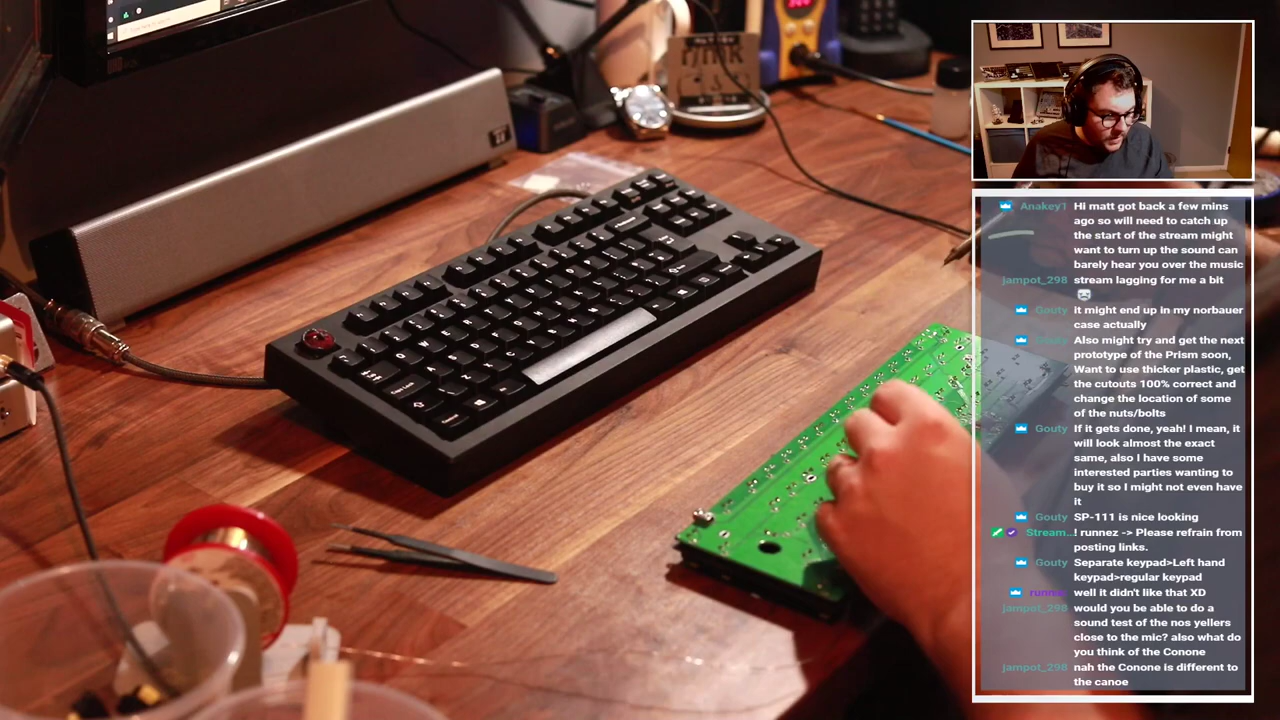 Anakey1 Hi matt got back a few mins
ago so will need to catch up
the start of the stream might
want to turn up the sound can
barely hear you over the music
jampot_298 stream lagging for me a bit
Gouty It might end up in my norbauer
case actually
Also might try and get the next
prototype of the Prism soon,
Want to use thicker plastic, get
the cutouts 100% correct and
change the location of some
of the nuts/bolts
Gouty If it gets done, yeah! I mean, it
will look almost the exact
same, also I have some
interested parties wanting to
buy it so I might not even have
it
Gouty SP-111 is nice looking
Stream...! runnez -> Please refrain from
posting links.
Gouty Separate keypad>Left hand
keypad>regular keypad
well it didn't like that XD
jampot_298 would you be able to do a
sound test of the nos yellers
close to the mic? also what do
you think of the Conone
jampot_298 nah the Conone is different to
the canoe